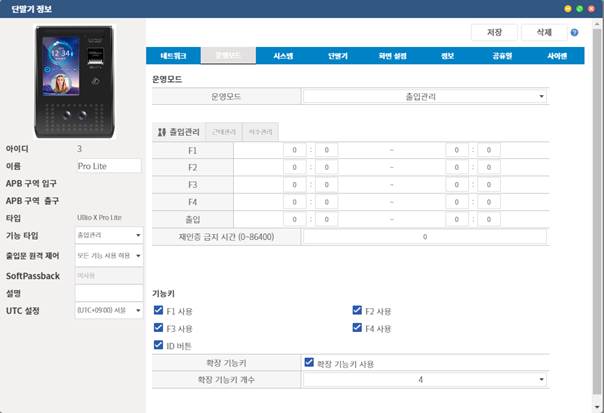 단말기 정보
저장
삭제
네트워크
운영모드
시스템
단말기
화면 설정
정보
공휴일
사이렌
12:34
운영모드
운영모드
출입관리
출입관리
근태관리
식수관리
F1
0 : 0 ~ 0 : 0
F2
0 : 0 ~ 0 : 0
F3
0 : 0 ~ 0 : 0
F4
0 : 0 ~ 0 : 0
출입
0 : 0 ~ 0 : 0
재인증 금지 시간 (0~86400)
0
기능키
F1 사용
F2 사용
F3 사용
F4 사용
ID 버튼
확장 기능키
확장 기능키 사용
확장 기능키 개수
4
아이디
3
이름
Pro Lite
APB 구역 입구
APB 구역 출구
타입
UBio X Pro Lite
기능 타입
출입관리
출입문 원격 제어
모든 기능 사용 허용
SoftPassback
미사용
설명
UTC 설정
(UTC+09:00) 서울